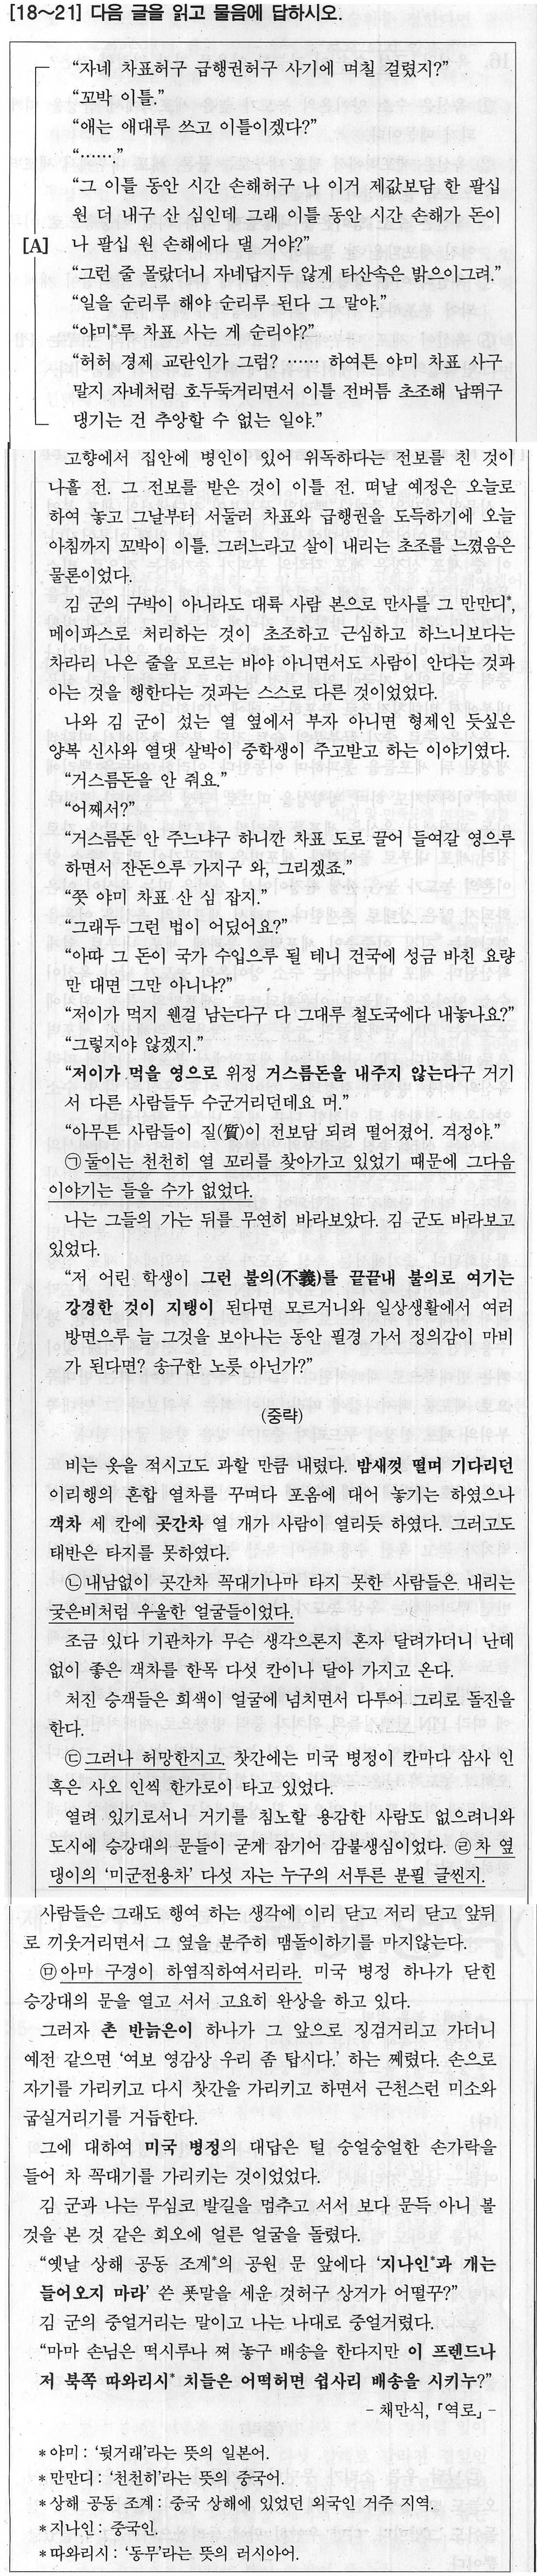 [18～21] 다음 글을 읽고 물음에 답하시오.
“자네 차표허구 급행권허구 사기에 며칠 걸렸지?”
“꼬박 이틀.”
“애는 애대루 쓰고 이틀이겠다?”
“…….”
“그 이틀 동안 시간 손해허구 나 이거 제값보담 한 팔십
원 더 내구 산 심인데 그래 이틀 동안 시간 손해가 돈이
[A] 나 팔십 원 손해에다 댈 거야?”
“그런 줄 몰랐더니 자네답지두 않게 타산속은 밝으이그려.”
“일을 순리루 해야 순리루 된다 그 말야.”
“야미*루 차표 사는 게 순리야?”
“허허 경제 교란인가 그럼? …… 하여튼 야미 차표 사구
말지 자네처럼 호두둑거리면서 이틀 전버틈 초조해 납뛰구
댕기는 건 추앙할 수 없는 일야.”
고향에서 집안에 병인이 있어 위독하다는 전보를 친 것이
나흘 전. 그 전보를 받은 것이 이틀 전. 떠날 예정은 오늘로
하여 놓고 그날부터 서둘러 차표와 급행권을 도득하기에 오늘
아침까지 꼬박이 이틀. 그러느라고 살이 내리는 초조를 느꼈음은
물론이었다.
김 군의 구박이 아니라도 대륙 사람 본으로 만사를 그 만만디*,
메이파스로 처리하는 것이 초조하고 근심하고 하느니보다는
차라리 나은 줄을 모르는 바야 아니면서도 사람이 안다는 것과
아는 것을 행한다는 것과는 스스로 다른 것이었었다.
나와 김 군이 섰는 열 옆에서 부자 아니면 형제인 듯싶은
양복 신사와 열댓 살박이 중학생이 주고받고 하는 이야기였다.
“거스름돈을 안 줘요.”
“어째서?”
“거스름돈 안 주느냐구 하니깐 차표 도로 끌어 들여갈 영으루
하면서 잔돈으루 가지구 와, 그리겠죠.”
“쯧 야미 차표 산 심 잡지.”
“그래두 그런 법이 어딨어요?”
“아따 그 돈이 국가 수입으루 될 테니 건국에 성금 바친 요량
만 대면 그만 아니냐?”
“저이가 먹지 웬걸 남는다구 다 그대루 철도국에다 내놓나요?”
“그렇지야 않겠지.”
“저이가 먹을 영으로 위정 거스름돈을 내주지 않는다구 거기
서 다른 사람들두 수군거리던데요 머.”
“아무튼 사람들이 질(質)이 전보담 되려 떨어졌어, 걱정야.”
㉠둘이는 천천히 열 꼬리를 찾아가고 있었기 때문에 그다음
이야기는 들을 수가 없었다.
나는 그들의 가는 뒤를 무연히 바라보았다. 김 군도 바라보고
있었다.
“저 어린 학생이 그런 불의(不義)를 끝끝내 불의로 여기는
강경한 것이 지탱이 된다면 모르거니와 일상생활에서 여러
방면으루 늘 그것을 보아나는 동안 필경 가서 정의감이 마비
가 된다면? 송구한 노릇 아닌가?”
(중략)
비는 옷을 적시고도 과할 만큼 내렸다. 밤새껏 떨며 기다리던
이리행의 혼합 열차를 꾸며다 포옴에 대어 놓기는 하였으나
객차 세 칸에 곳간차 열 개가 사람이 열리듯 하였다. 그러고도
태반은 타지를 못하였다.
㉡내남없이 곳간차 꼭대기나마 타지 못한 사람들은 내리는
궂은비처럼 우울한 얼굴들이었다.
조금 있다 기관차가 무슨 생각으론지 혼자 달려가더니 난데
없이 좋은 객차를 한목 다섯 칸이나 달아 가지고 온다.
처진 승객들은 희색이 얼굴에 넘치면서 다투어 그리로 돌진을
한다.
㉢그러나 허망한지고. 찻간에는 미국 병정이 칸마다 삼사 인
혹은 사오 인씩 한가로이 타고 있었다.
열려 있기로서니 거기를 침노할 용감한 사람도 없으려니와
도시에 승강대의 문들이 굳게 잠기어 감불생심이었다. ㉣차 옆
댕이의 ‘미군전용차’ 다섯 자는 누구의 서투른 분필 글씬지.
사람들은 그래도 행여 하는 생각에 이리 닫고 저리 닫고 앞뒤
로 끼웃거리면서 그 옆을 분주히 맴돌이하기를 마지않는다.
㉤아마 구경이 하염직하여서리라. 미국 병정 하나가 닫힌
승강대의 문을 열고 서서 고요히 완상을 하고 있다.
그러자 촌 반늙은이 하나가 그 앞으로 징검거리고 가더니
예전 같으면 ‘여보 영감상 우리 좀 탑시다.’ 하는 쩨렸다. 손으로
자기를 가리키고 다시 찻간을 가리키고 하면서 근천스런 미소와
굽실거리기를 거듭한다.
그에 대하여 미국 병정의 대답은 털 숭얼숭얼한 손가락을
들어 차 꼭대기를 가리키는 것이었었다.
김 군과 나는 무심코 발길을 멈추고 서서 보다 문득 아니 볼
것을 본 것 같은 회오에 얼른 얼굴을 돌렸다.
“옛날 상해 공동 조계*의 공원 문 앞에다 ‘지나인*과 개는
들어오지 마라’ 쓴 푯말을 세운 것허구 상거가 어떨꾸?”
김 군의 중얼거리는 말이고 나는 나대로 중얼거렸다.
“마마 손님은 떡시루나 쪄 놓구 배송을 한다지만 이 프렌드나
저 북쪽 따와리시* 치들은 어떡허면 쉽사리 배송을 시키누?”
- 채만식, 「역로」 -
* 야미 : ‘뒷거래’라는 뜻의 일본어.
* 만만디 : ‘천천히’라는 뜻의 중국어.
* 상해 공동 조계 : 중국 상해에 있었던 외국인 거주 지역.
* 지나인 : 중국인.
* 따와리시 : ‘동무’라는 뜻의 러시아어.